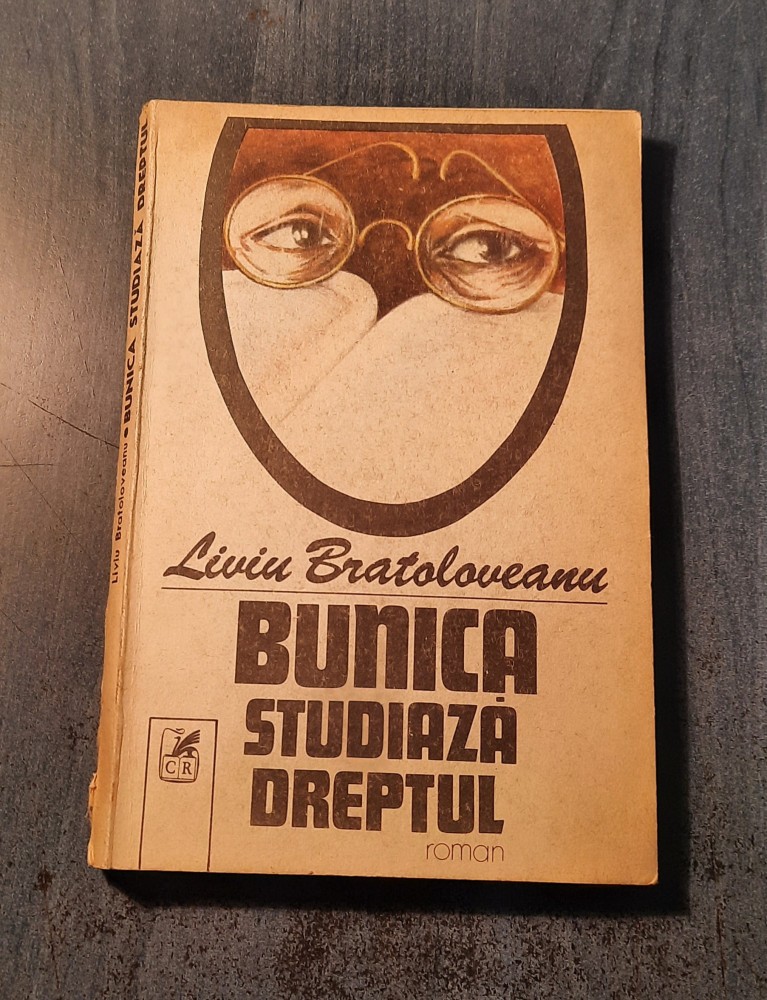 Liviu Bratoloveanu • BUNICA STUDIAZĂ DREPTUL
Liviu Bratoloveanu
BUNICA
STUDIAZĂ
DREPTUL
roman
CR